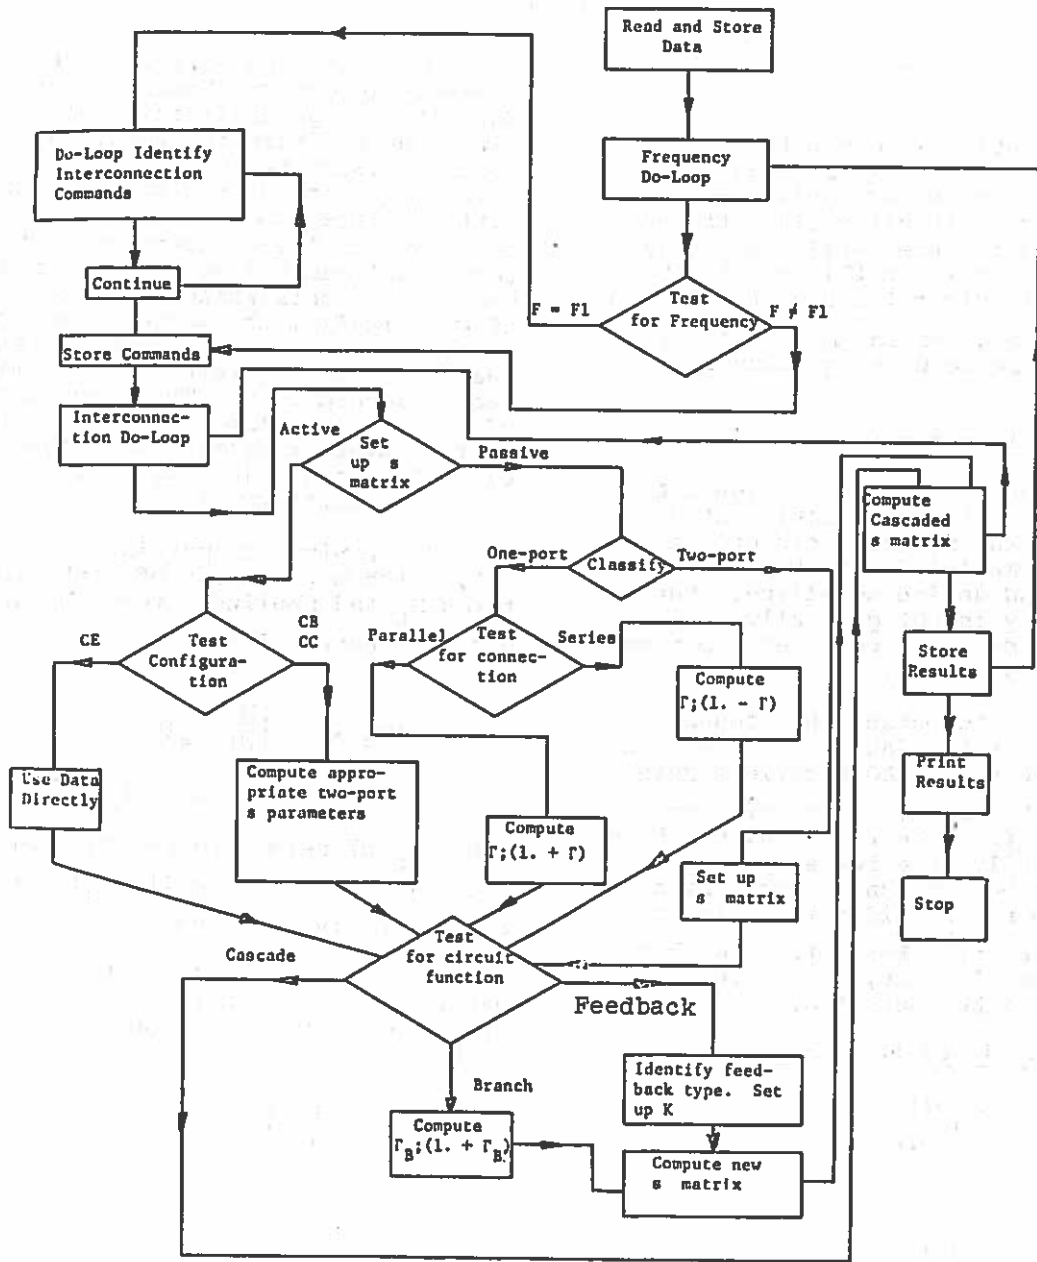 Read and Store
Data
Do-Loop Identify
Interconnection
Commands
Frequency
Do-Loop
Continue
Test
for Frequency
F = F1
F ≠ F1
Store Commands
Interconnec-
tion Do-Loop
Active
Set
up s
matrix
Passive
Compute
Cascaded
s matrix
One-port
Classify
Two-port
CE
Test
Configura-
tion
CB
CC
Parallel
Test
for connec-
tion
Series
Store
Results
Compute
Γ;(1. - Γ)
Use Data
Directly
Compute appro-
priate two-port
s parameters
Compute
Γ;(1. + Γ)
Print
Results
Set up
s matrix
Stop
Cascade
Test
for circuit
function
Feedback
Branch
Identify feed-
back type. Set
up K
Compute
ΓB;(1. + ΓB)
Compute new
s matrix